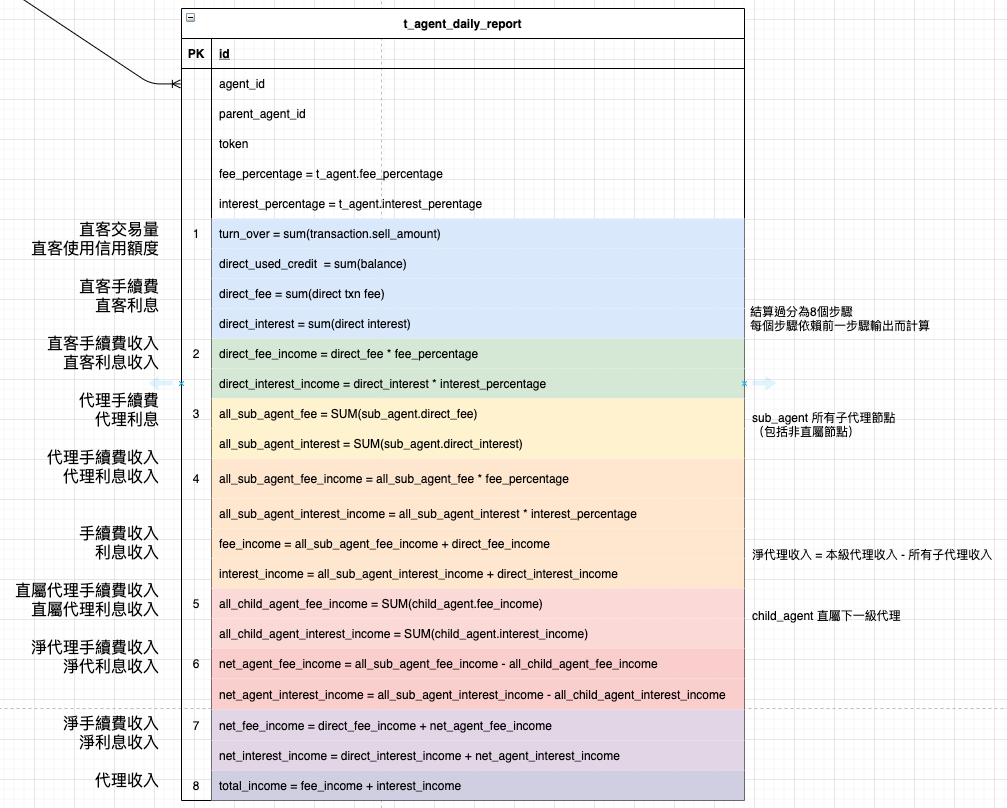 t_agent_daily_report
PK
id
agent_id
parent_agent_id
token
fee_percentage = t_agent.fee_percentage
interest_percentage = t_agent.interest_perentage
直客交易量
直客使用信用額度
1
turn_over = sum(transaction.sell_amount)
direct_used_credit = sum(balance)
直客手續費
直客利息
direct_fee = sum(direct txn fee)
direct_interest = sum(direct interest)
結算過分為8個步驟
每個步驟依賴前一步驟輸出而計算
直客手續費收入
直客利息收入
2
direct_fee_income = direct_fee * fee_percentage
direct_interest_income = direct_interest * interest_percentage
代理手續費
代理利息
3
all_sub_agent_fee = SUM(sub_agent.direct_fee)
all_sub_agent_interest = SUM(sub_agent.direct_interest)
sub_agent 所有子代理節點
（包括非直屬節點）
代理手續費收入
代理利息收入
4
all_sub_agent_fee_income = all_sub_agent_fee * fee_percentage
all_sub_agent_interest_income = all_sub_agent_interest * interest_percentage
手續費收入
利息收入
fee_income = all_sub_agent_fee_income + direct_fee_income
interest_income = all_sub_agent_interest_income + direct_interest_income
淨代理收入 = 本級代理收入 - 所有子代理收入
直屬代理手續費收入
直屬代理利息收入
5
all_child_agent_fee_income = SUM(child_agent.fee_income)
all_child_agent_interest_income = SUM(child_agent.interest_income)
child_agent 直屬下一級代理
淨代理手續費收入
淨代利息收入
6
net_agent_fee_income = all_sub_agent_fee_income - all_child_agent_fee_income
net_agent_interest_income = all_sub_agent_interest_income - all_child_agent_interest_income
淨手續費收入
淨利息收入
7
net_fee_income = direct_fee_income + net_agent_fee_income
net_interest_income = direct_interest_income + net_agent_interest_income
代理收入
8
total_income = fee_income + interest_income